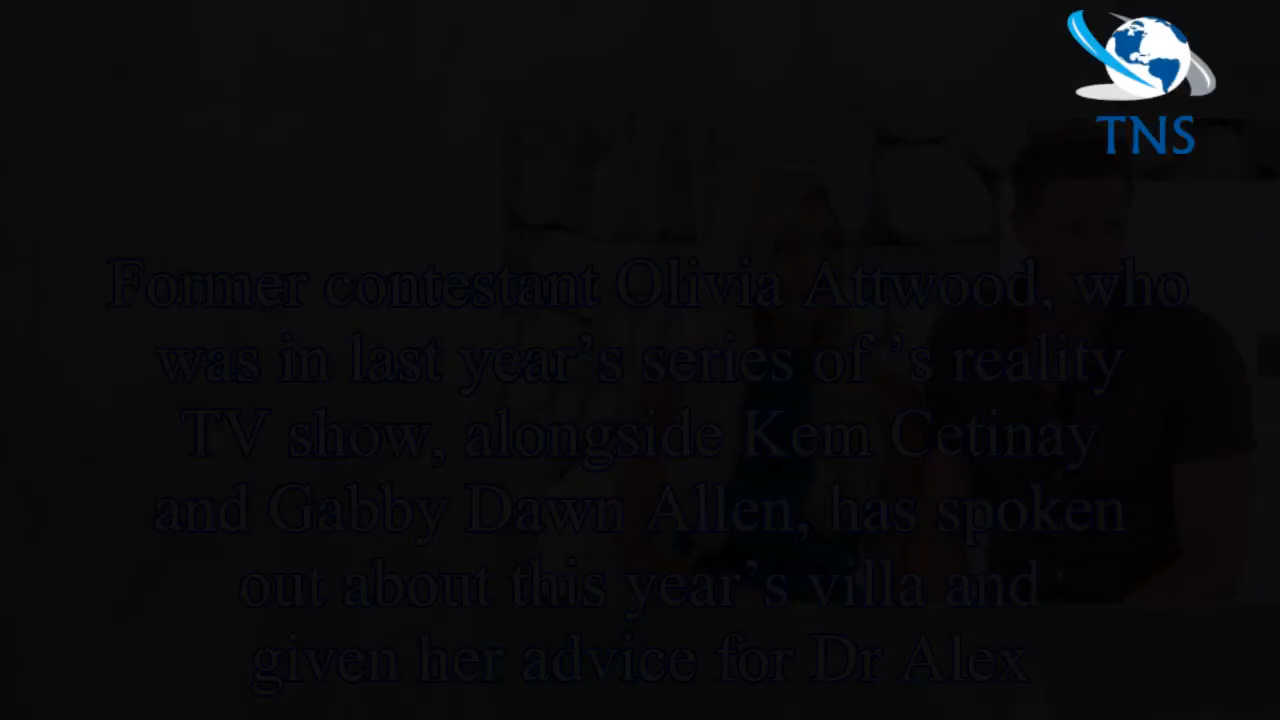 TNS
Former contestant Olivia Attwood, who
was in last year’s series of ’s reality
TV show, alongside Kem Cetinay
and Gabby Dawn Allen, has spoken
out about this year’s villa and
given her advice for Dr Alex